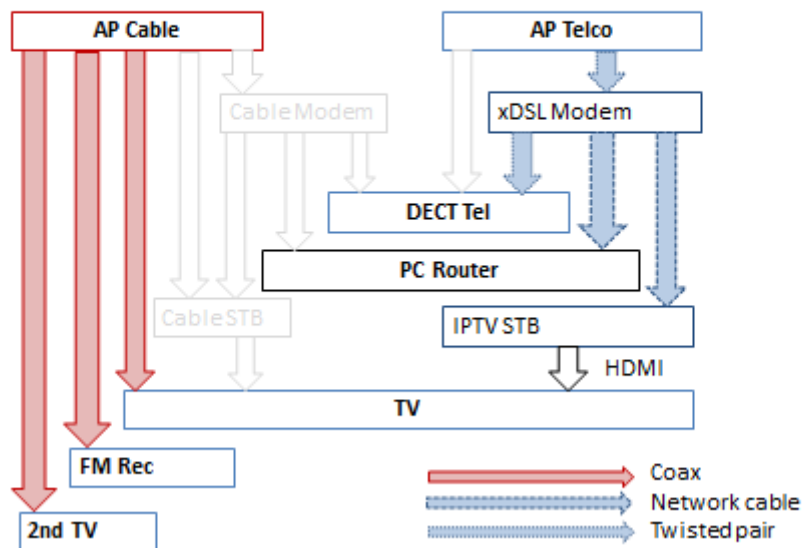 AP Cable
AP Telco
Cable Modem
xDSL Modem
DECT Tel
PC Router
Cable STB
IPTV STB
HDMI
TV
FM Rec
Coax
Network cable
2nd TV
Twisted pair